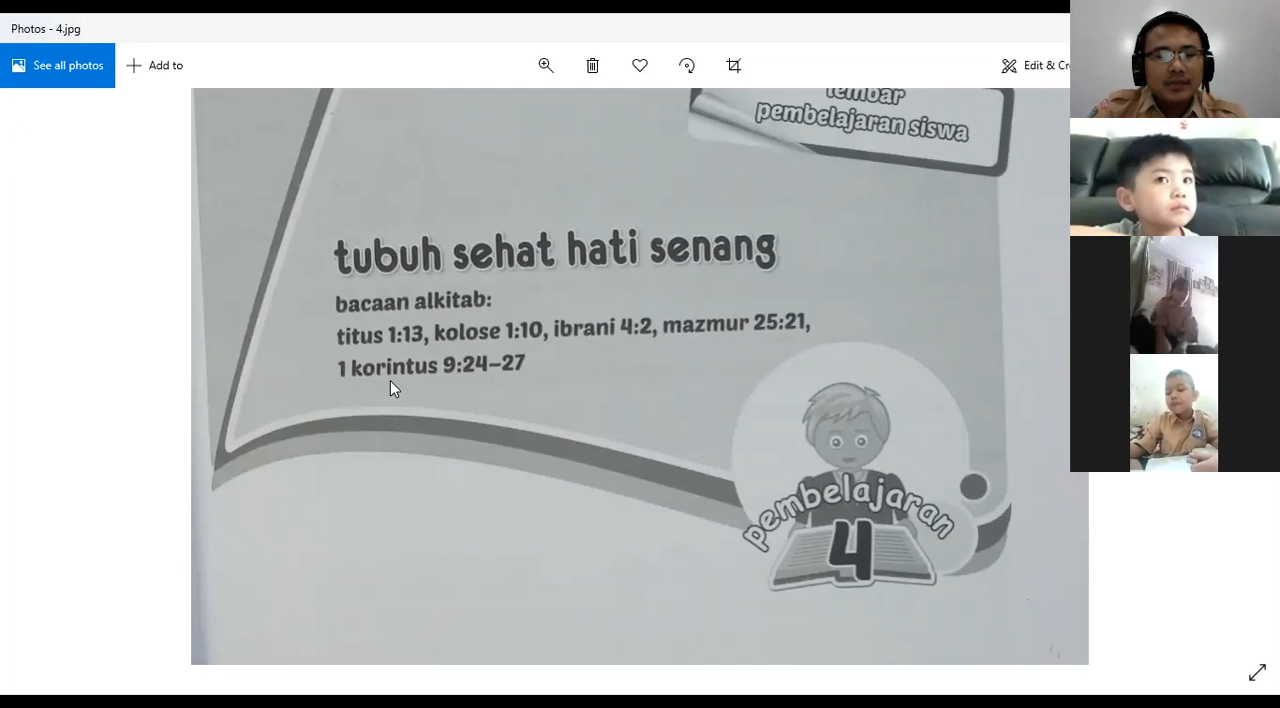 Photos - 4.jpg
See all photos
Add to
Edit &
lembar
pembelajaran siswa
tubuh sehat hati senang
bacaan alkitab:
titus 1:13, kolose 1:10, ibrani 4:2, mazmur 25:21,
1 korintus 9:24–27
pembelajaran
4